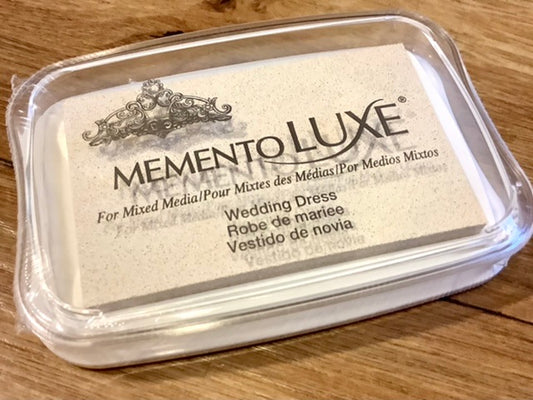 MEMENTO LUXE®
For Mixed Media/Pour Mixtes des Médias/Por Medios Mixtos
Wedding Dress
Robe de mariee
Vestido de novia